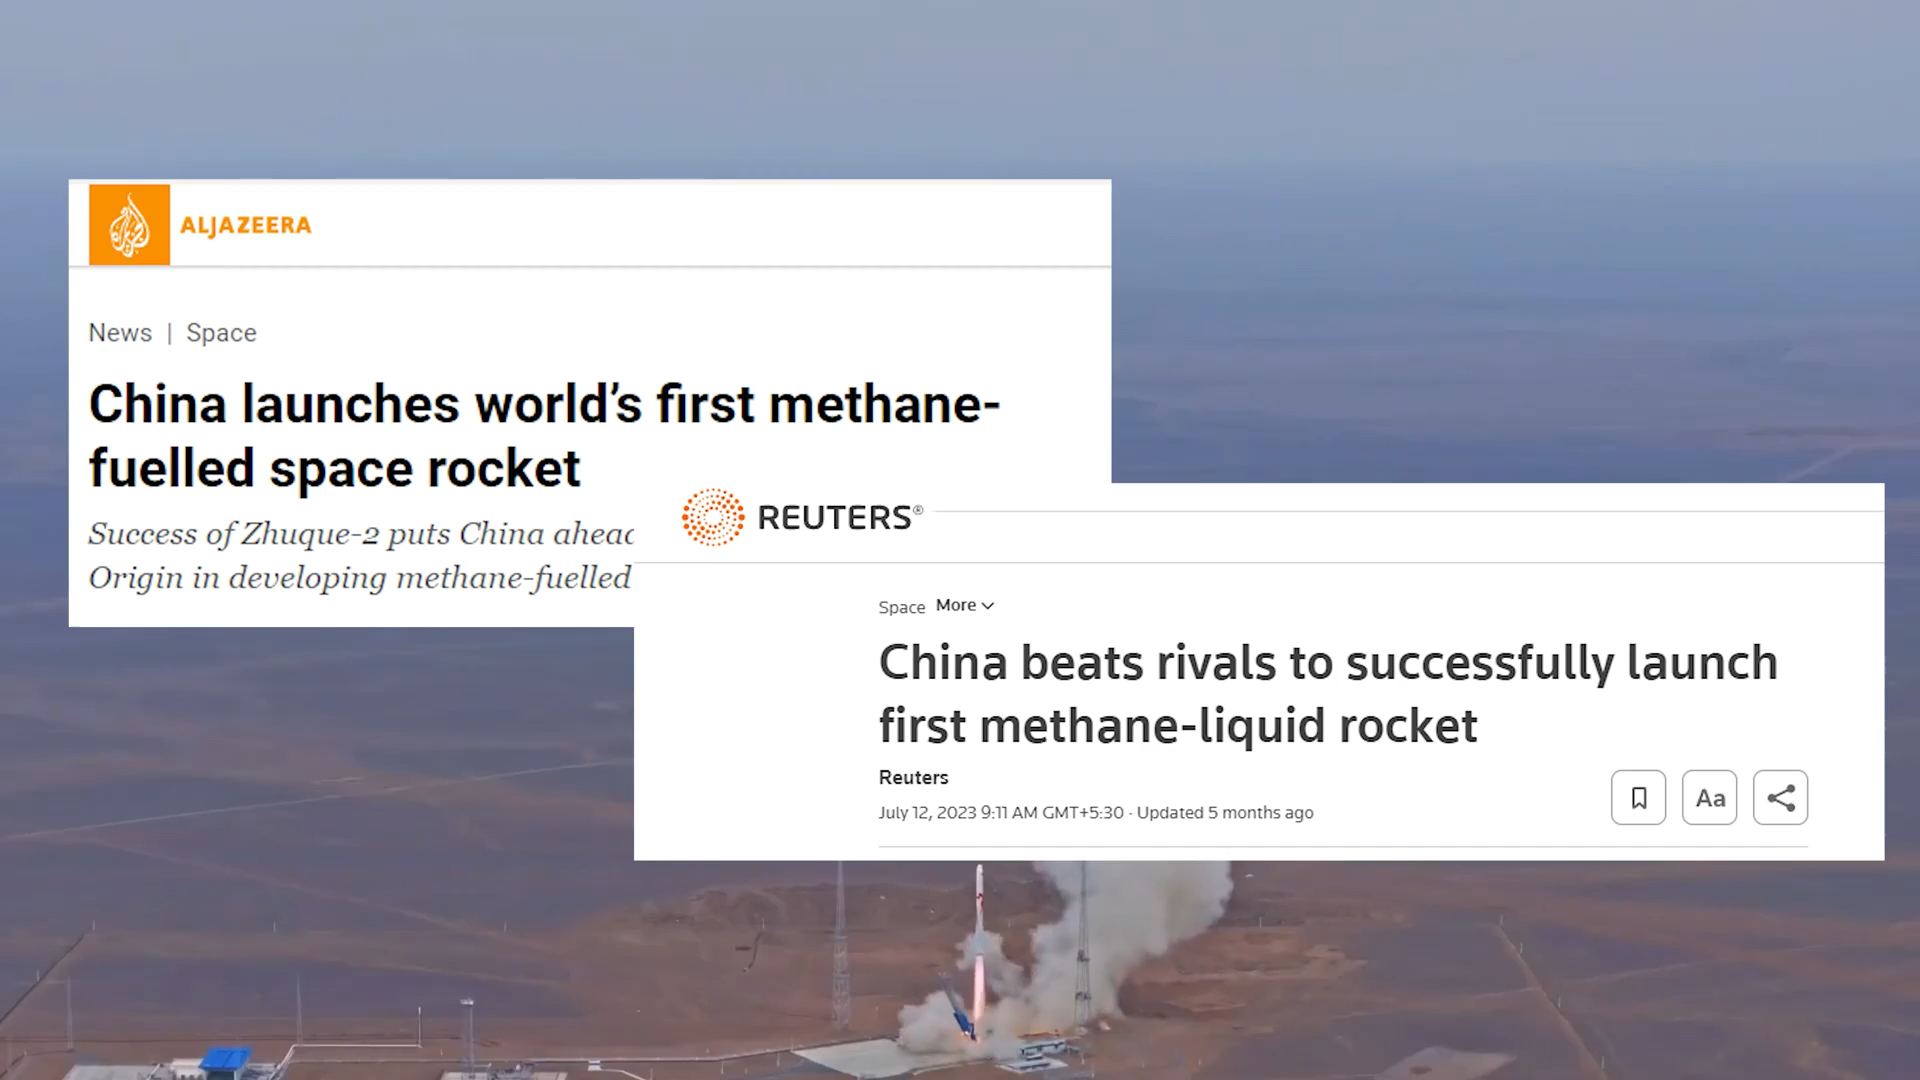 ALJAZEERA
News | Space
China launches world’s first methane-
fuelled space rocket
Success of Zhuque-2 puts China
Origin in developing methane-fuelled
REUTERS®
Space More
China beats rivals to successfully launch
first methane-liquid rocket
Reuters
July 12, 2023 9:11 AM GMT+5:30 · Updated 5 months ago
Aa